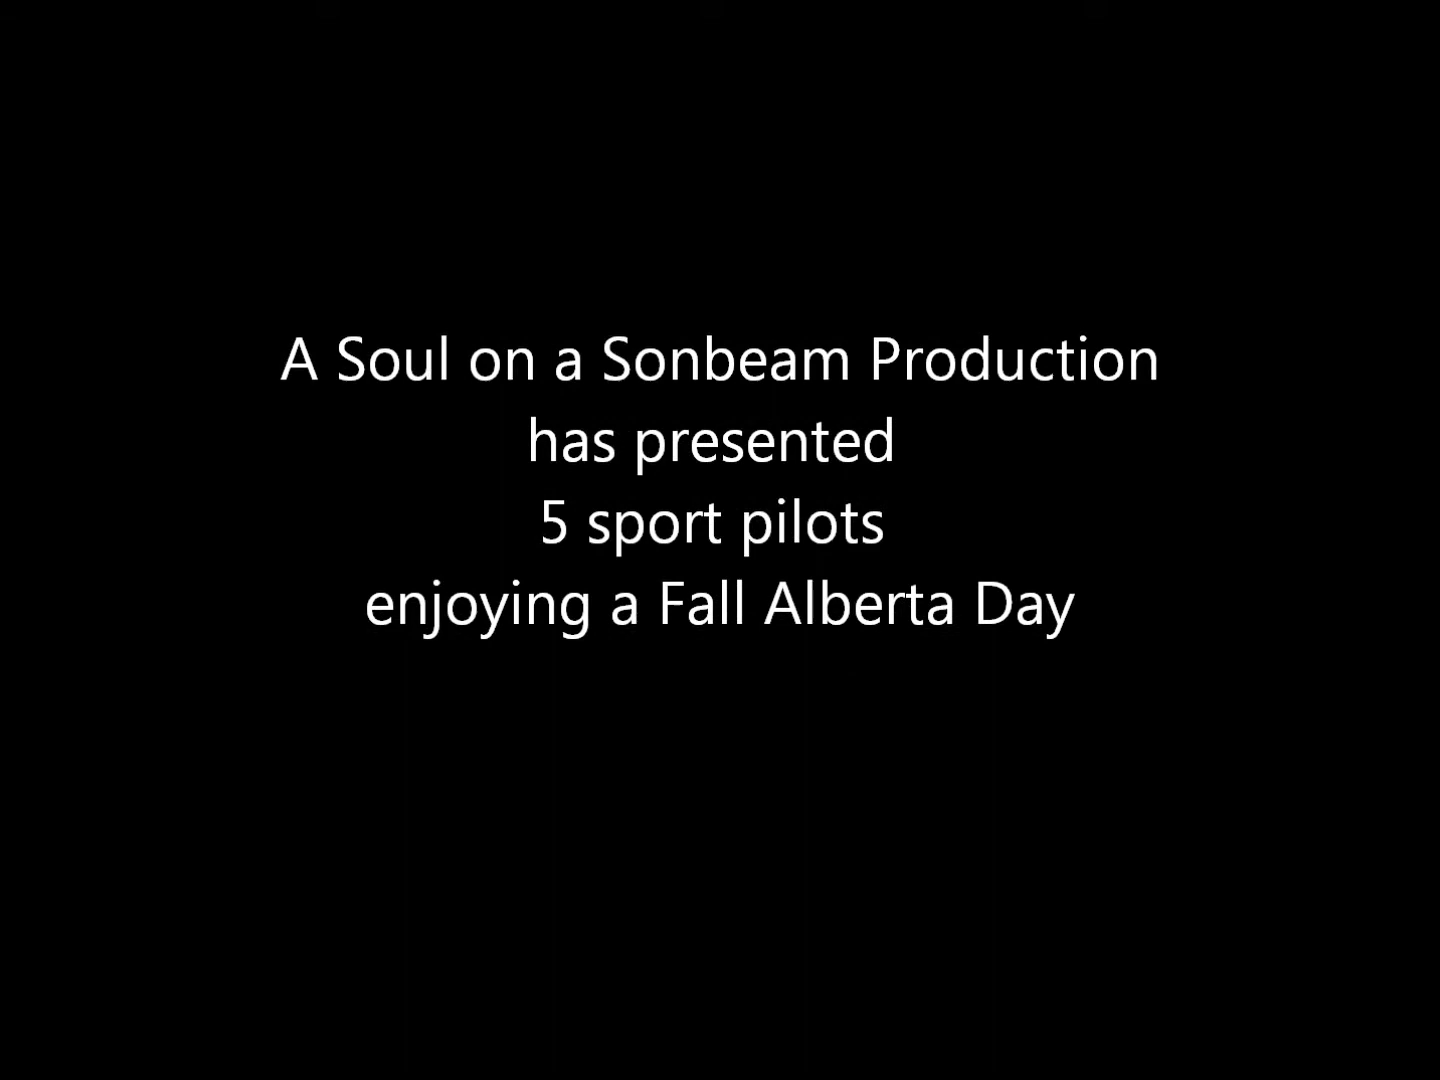 A Soul on a Sonbeam Production
has presented
5 sport pilots
enjoying a Fall Alberta Day